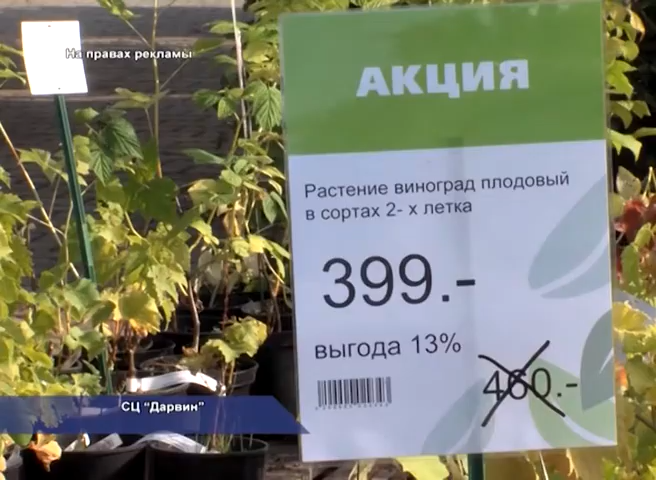 На правах рекламы
АКЦИЯ
Растение виноград плодовый
в сортах 2- х летка
399.-
выгода 13%
460.-
СЦ "Дарвин"